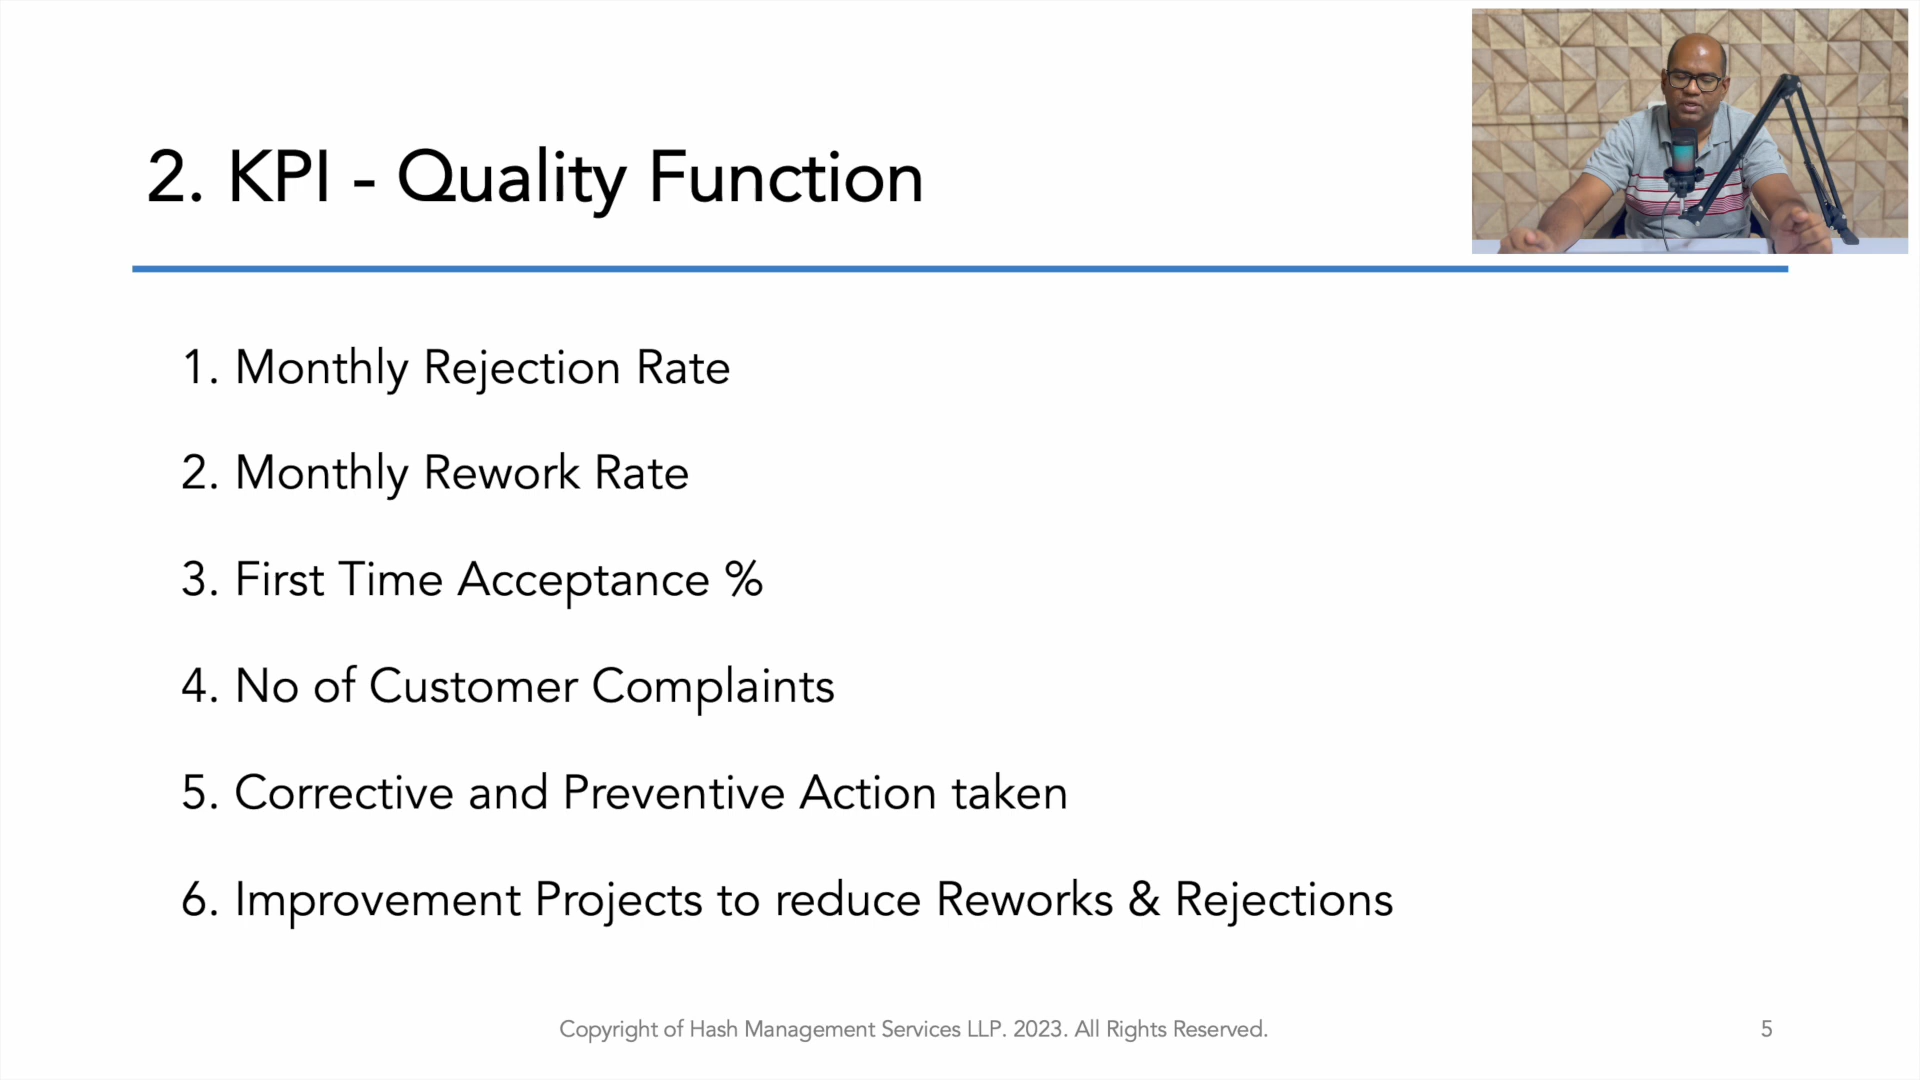 2. KPI - Quality Function
1. Monthly Rejection Rate
2. Monthly Rework Rate
3. First Time Acceptance %
4. No of Customer Complaints
5. Corrective and Preventive Action taken
6. Improvement Projects to reduce Reworks & Rejections
Copyright of Hash Management Services LLP. 2023. All Rights Reserved.
5